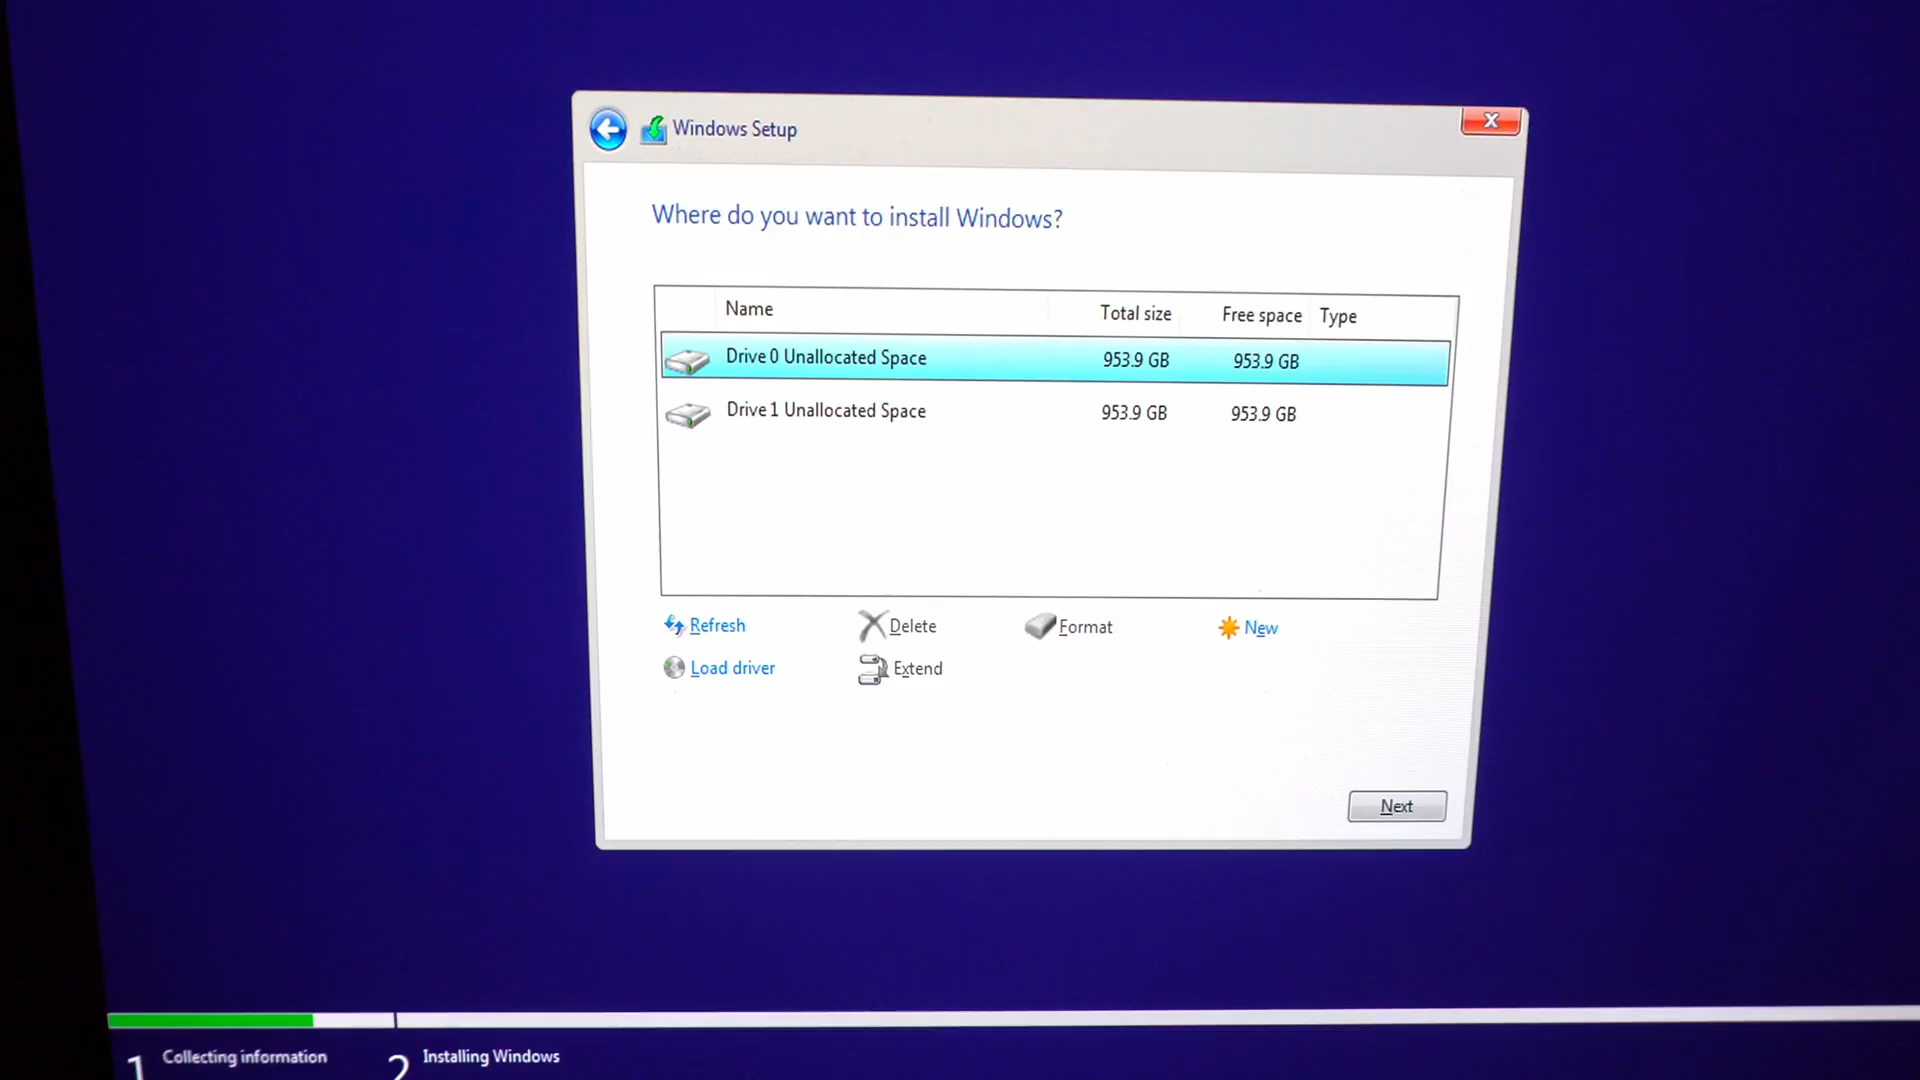 Windows Setup
X
Where do you want to install Windows?
Name Total size Free space Type
Drive 0 Unallocated Space 953.9 GB 953.9 GB
Drive 1 Unallocated Space 953.9 GB 953.9 GB
Refresh Delete Format New
Load driver Extend
Next
1 Collecting information 2 Installing Windows